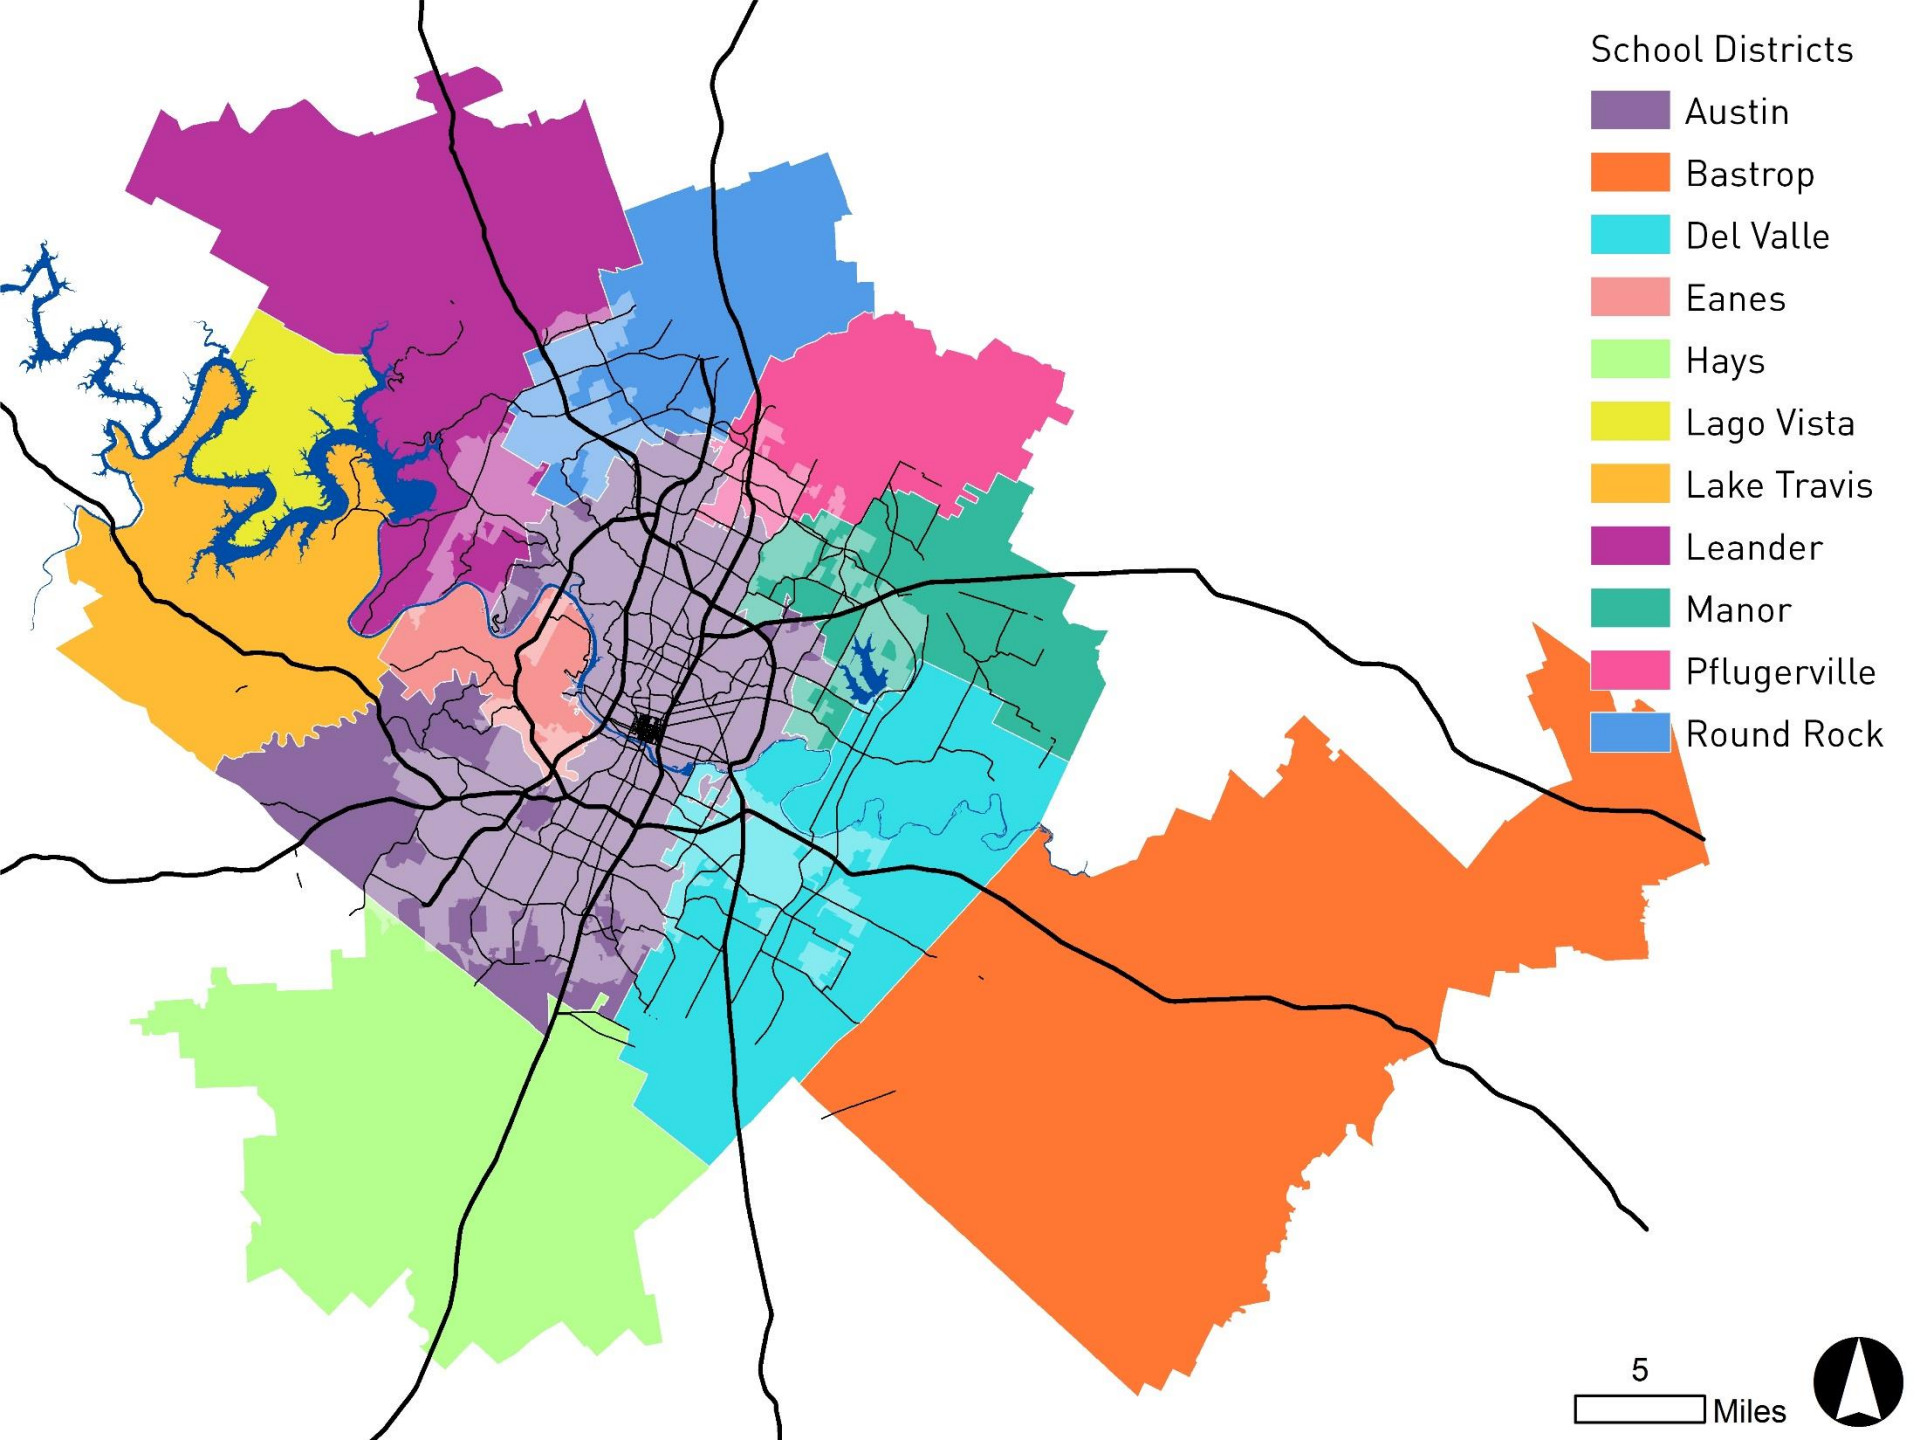 School Districts
Austin
Bastrop
Del Valle
Eanes
Hays
Lago Vista
Lake Travis
Leander
Manor
Pflugerville
Round Rock
5
Miles